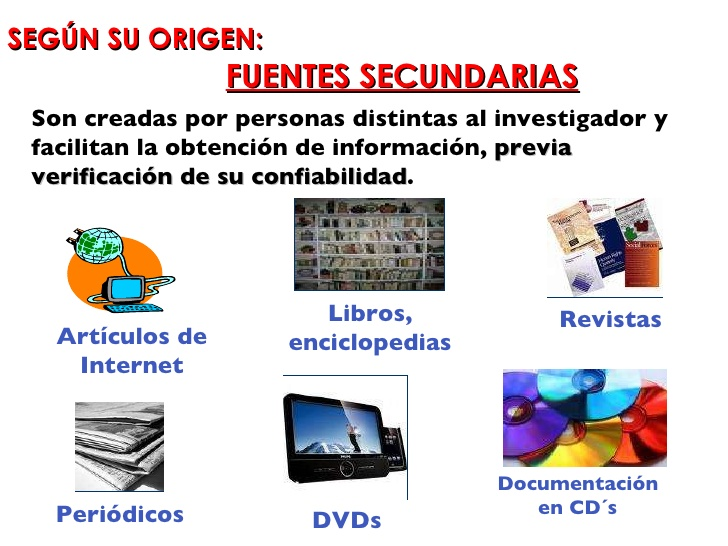 SEGÚN SU ORIGEN:
FUENTES SECUNDARIAS
Son creadas por personas distintas al investigador y
facilitan la obtención de información, previa
verificación de su confiabilidad.
Artículos de
Internet
Libros,
enciclopedias
Revistas
Periódicos
DVDs
Documentación
en CD´s